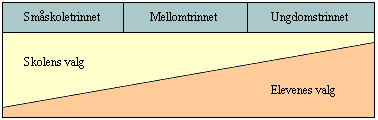 Småskoletrinnet Mellomtrinnet Ungdomstrinnet
Skolens valg
Elevenes valg